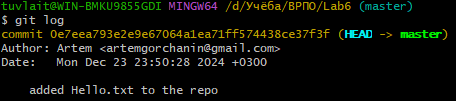 tuvlait@WIN-BMKU9855GDI MINGW64 /d/Учёба/ВРПО/Lab6 (master)
$ git log
commit 0e7eea793e2e9e67064a1ea71ff574438ce37f3f (HEAD -> master)
Author: Artem <artemgorchanin@gmail.com>
Date:   Mon Dec 23 23:50:28 2024 +0300
    added Hello.txt to the repo